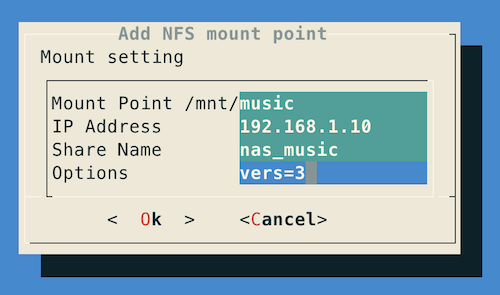 Add NFS mount point
Mount setting
Mount Point /mnt/music
IP Address 192.168.1.10
Share Name nas_music
Options vers=3
< Ok > <Cancel>